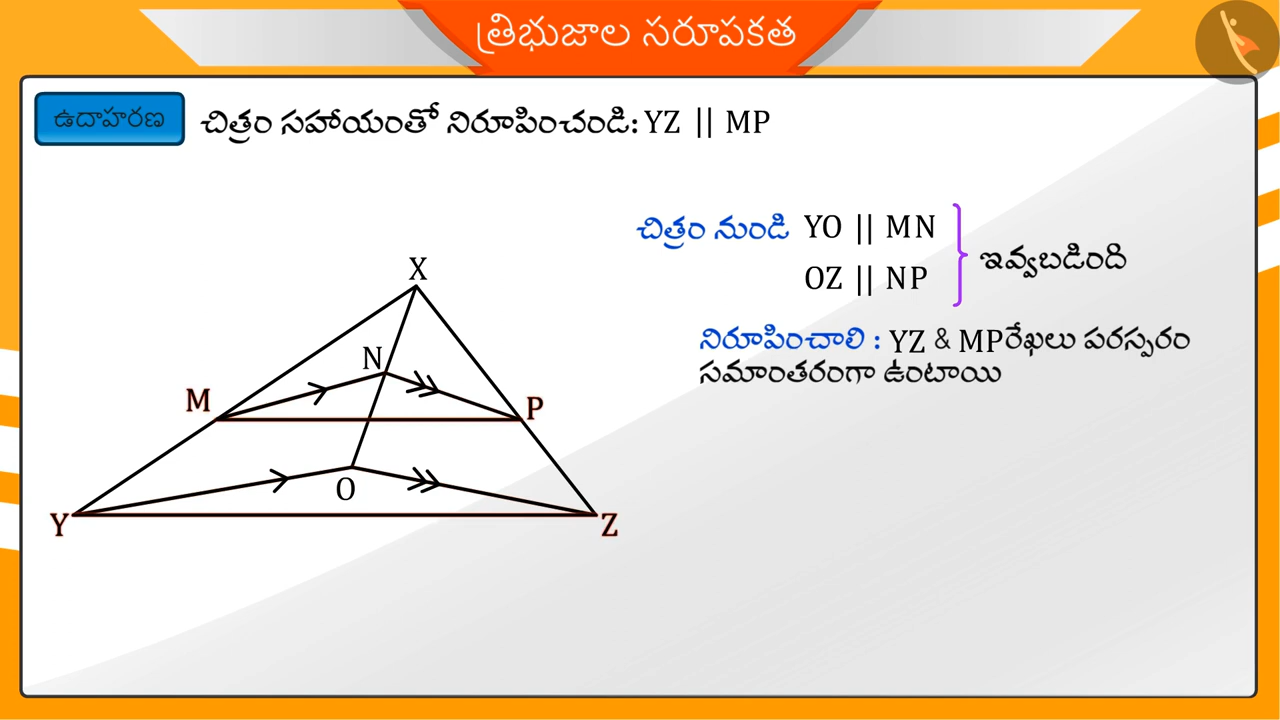 త్రిభుజాల సరూపకత
ఉదాహరణ
చిత్రం సహాయంతో నిరూపించండి: YZ || MP
చిత్రం నుండి YO || MN
OZ || NP
ఇవ్వబడింది
నిరూపించాలి : YZ & MP రేఖలు పరస్పరం
సమాంతరంగా ఉంటాయి
X
N
M
P
O
Y
Z